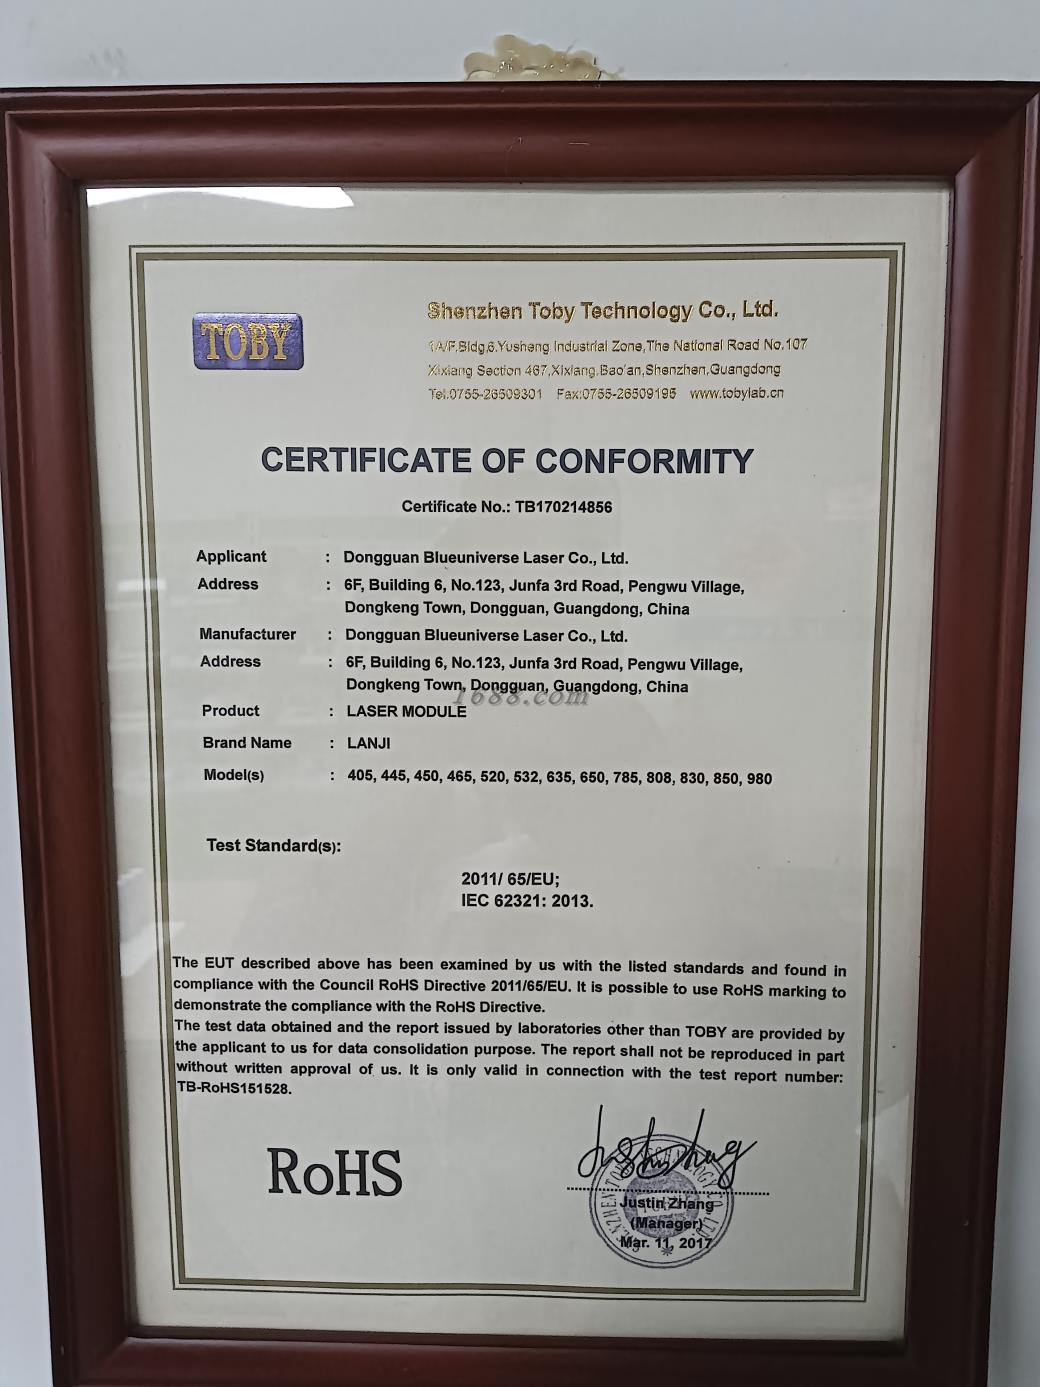 TOBY
Shenzhen Toby Technology Co., Ltd.
1A/F.Bldg.6.Yusheng Industrial Zone,The National Road No.107
Xixiang Section 467,Xixiang,Bao'an,Shenzhen,Guangdong
Tel:0755-26509301 Fax:0755-26509195 www.tobylab.cn
CERTIFICATE OF CONFORMITY
Certificate No.: TB170214856
Applicant : Dongguan Blueuniverse Laser Co., Ltd.
Address : 6F, Building 6, No.123, Junfa 3rd Road, Pengwu Village,
Dongkeng Town, Dongguan, Guangdong, China
Manufacturer : Dongguan Blueuniverse Laser Co., Ltd.
Address : 6F, Building 6, No.123, Junfa 3rd Road, Pengwu Village,
Dongkeng Town, Dongguan, Guangdong, China
1688.com
Product : LASER MODULE
Brand Name : LANJI
Model(s) : 405, 445, 450, 465, 520, 532, 635, 650, 785, 808, 830, 850, 980
Test Standard(s):
2011/ 65/EU;
IEC 62321: 2013.
The EUT described above has been examined by us with the listed standards and found in
compliance with the Council RoHS Directive 2011/65/EU. It is possible to use RoHS marking to
demonstrate the compliance with the RoHS Directive.
The test data obtained and the report issued by laboratories other than TOBY are provided by
the applicant to us for data consolidation purpose. The report shall not be reproduced in part
without written approval of us. It is only valid in connection with the test report number:
TB-RoHS151528.
RoHS
Justin Zhang
(Manager)
Mar. 11, 2017